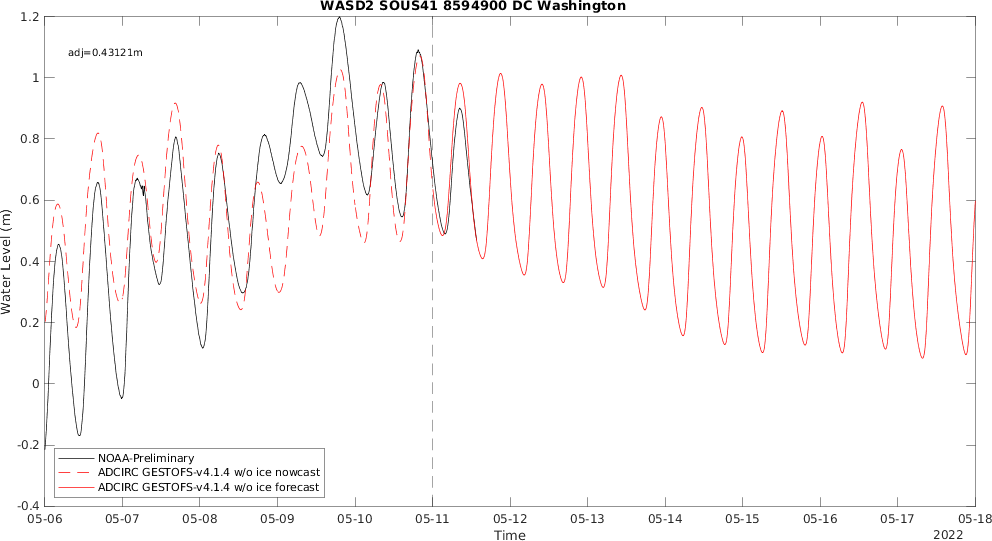 WASD2 SOUS41 8594900 DC Washington
adj=0.43121m
1.2
1
0.8
0.6
0.4
0.2
0
-0.2
-0.4
Water Level (m)
NOAA-Preliminary
ADCIRC GESTOFS-v4.1.4 w/o ice nowcast
ADCIRC GESTOFS-v4.1.4 w/o ice forecast
05-06 05-07 05-08 05-09 05-10 05-11 05-12 05-13 05-14 05-15 05-16 05-17 05-18
Time
2022